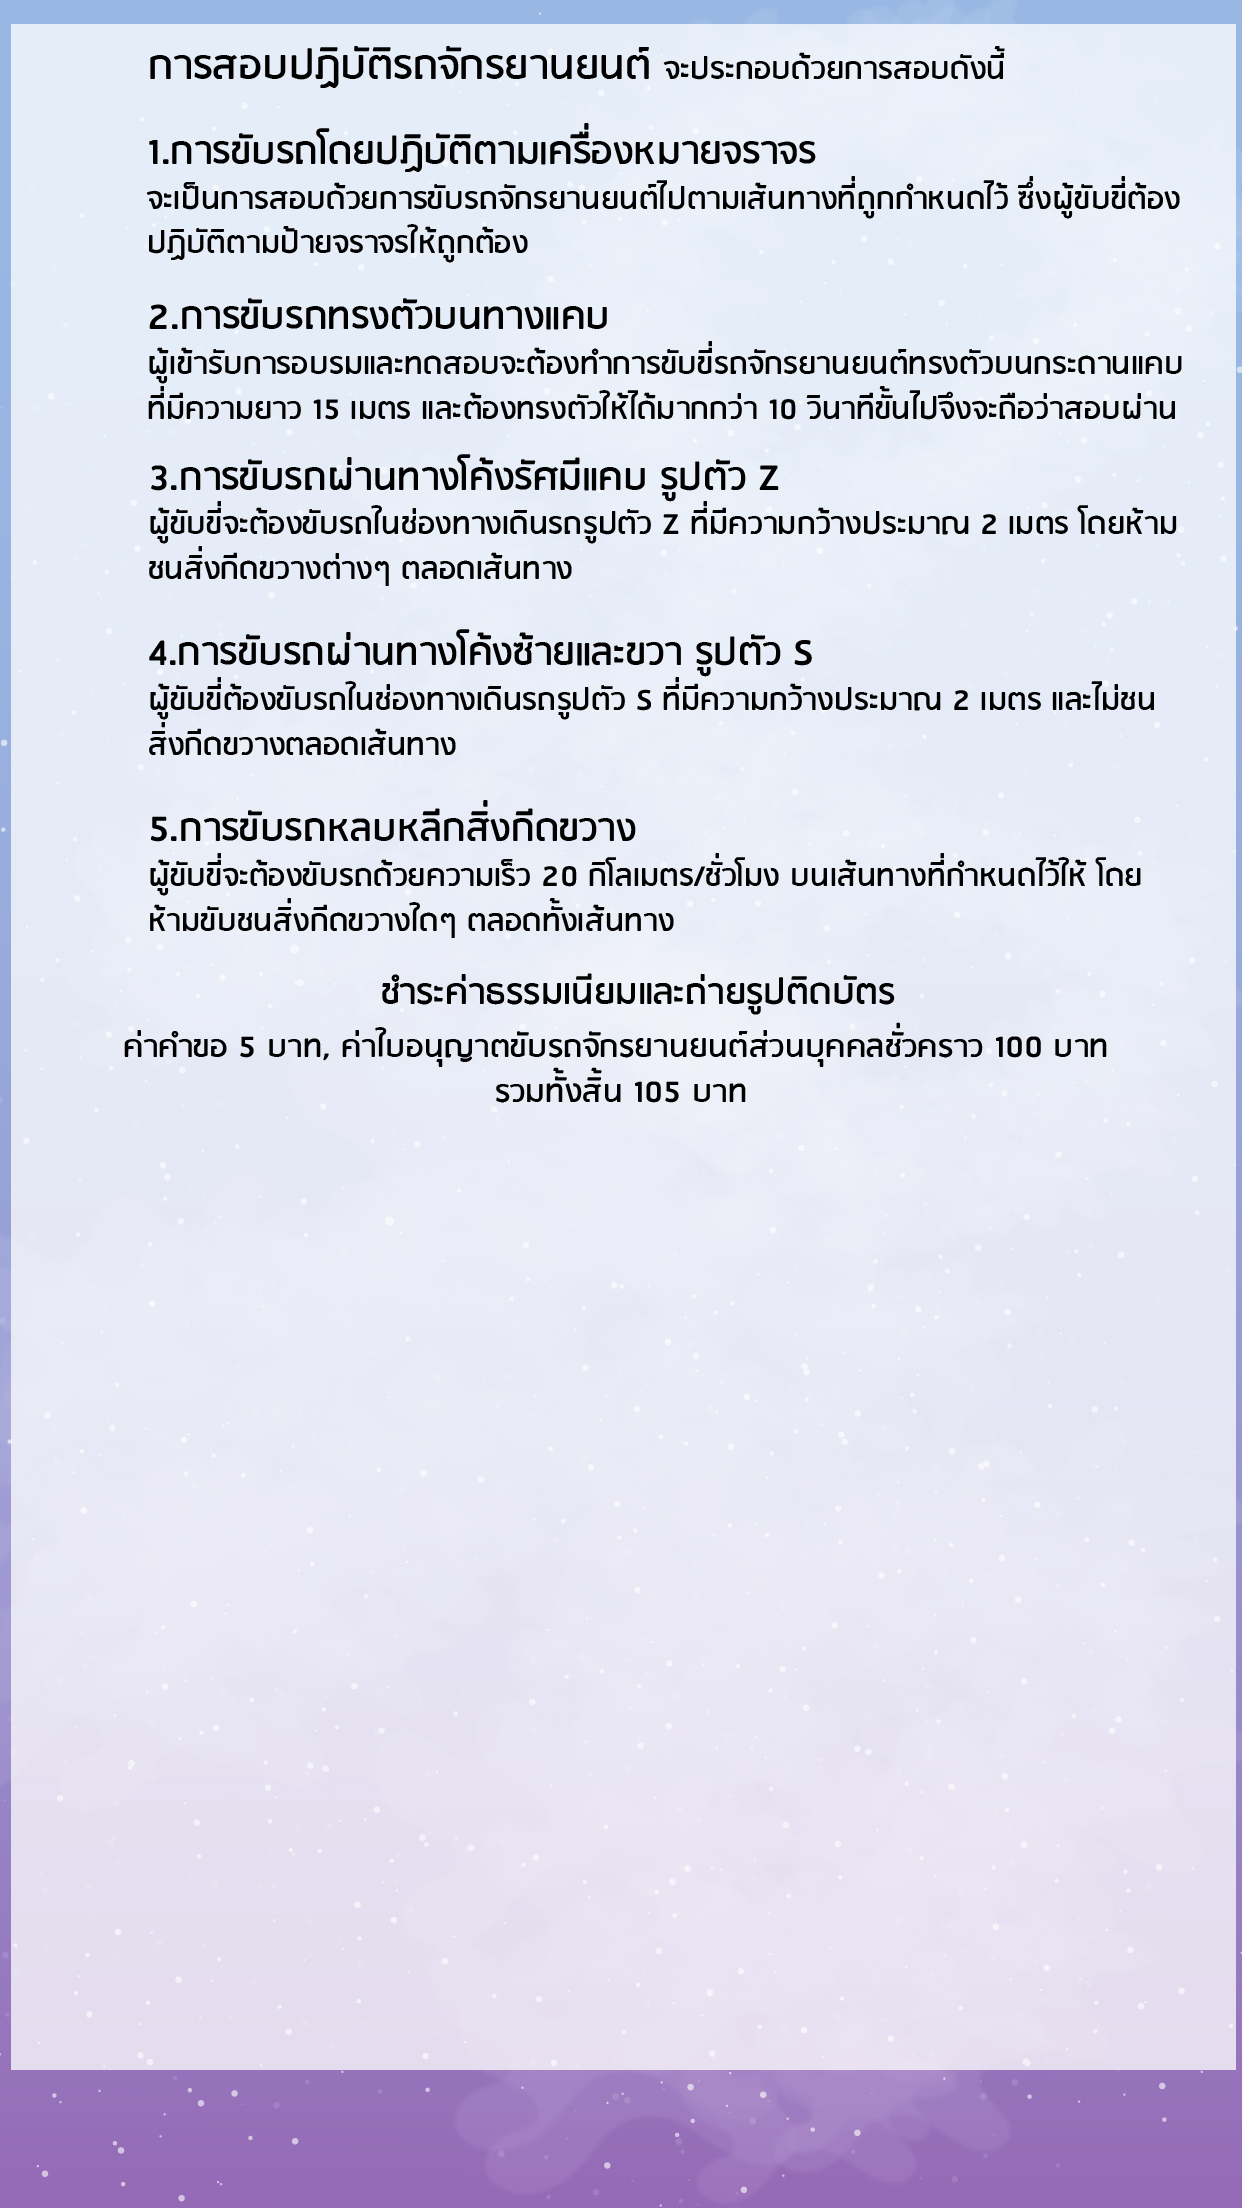 การสอบปฏิบัติรถจักรยานยนต์ จะประกอบด้วยการสอบดังนี้
1.การขับรถโดยปฏิบัติตามเครื่องหมายจราจร
จะเป็นการสอบด้วยการขับรถจักรยานยนต์ไปตามเส้นทางที่ถูกกำหนดไว้ ซึ่งผู้ขับขี่ต้อง
ปฏิบัติตามป้ายจราจรให้ถูกต้อง
2.การขับรถทรงตัวบนทางแคบ
ผู้เข้ารับการอบรมและทดสอบจะต้องทำการขับขี่รถจักรยานยนต์ทรงตัวบนกระดานแคบ
ที่มีความยาว 15 เมตร และต้องทรงตัวให้ได้มากกว่า 10 วินาทีขึ้นไปจึงจะถือว่าสอบผ่าน
3.การขับรถผ่านทางโค้งรัศมีแคบ รูปตัว Z
ผู้ขับขี่จะต้องขับรถในช่องทางเดินรถรูปตัว Z ที่มีความกว้างประมาณ 2 เมตร โดยห้าม
ชนสิ่งกีดขวางต่างๆ ตลอดเส้นทาง
4.การขับรถผ่านทางโค้งซ้ายและขวา รูปตัว S
ผู้ขับขี่ต้องขับรถในช่องทางเดินรถรูปตัว S ที่มีความกว้างประมาณ 2 เมตร และไม่ชน
สิ่งกีดขวางตลอดเส้นทาง
5.การขับรถหลบหลีกสิ่งกีดขวาง
ผู้ขับขี่จะต้องขับรถด้วยความเร็ว 20 กิโลเมตร/ชั่วโมง บนเส้นทางที่กำหนดไว้ให้ โดย
ห้ามขับชนสิ่งกีดขวางใดๆ ตลอดทั้งเส้นทาง
ชำระค่าธรรมเนียมและถ่ายรูปติดบัตร
ค่าคำขอ 5 บาท, ค่าใบอนุญาตขับรถจักรยานยนต์ส่วนบุคคลชั่วคราว 100 บาท
รวมทั้งสิ้น 105 บาท